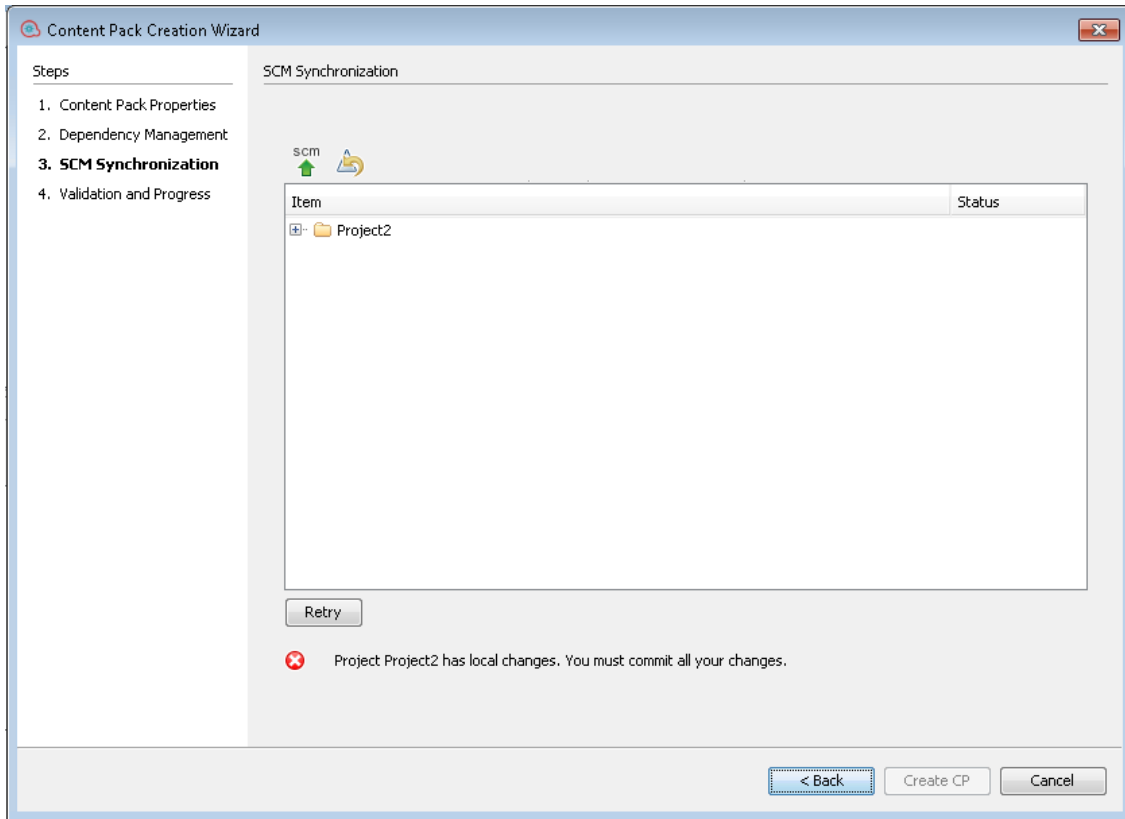 Content Pack Creation Wizard
Steps
1. Content Pack Properties
2. Dependency Management
3. SCM Synchronization
4. Validation and Progress
SCM Synchronization
scm
Item Status
Project2
Retry
Project Project2 has local changes. You must commit all your changes.
< Back Create CP Cancel